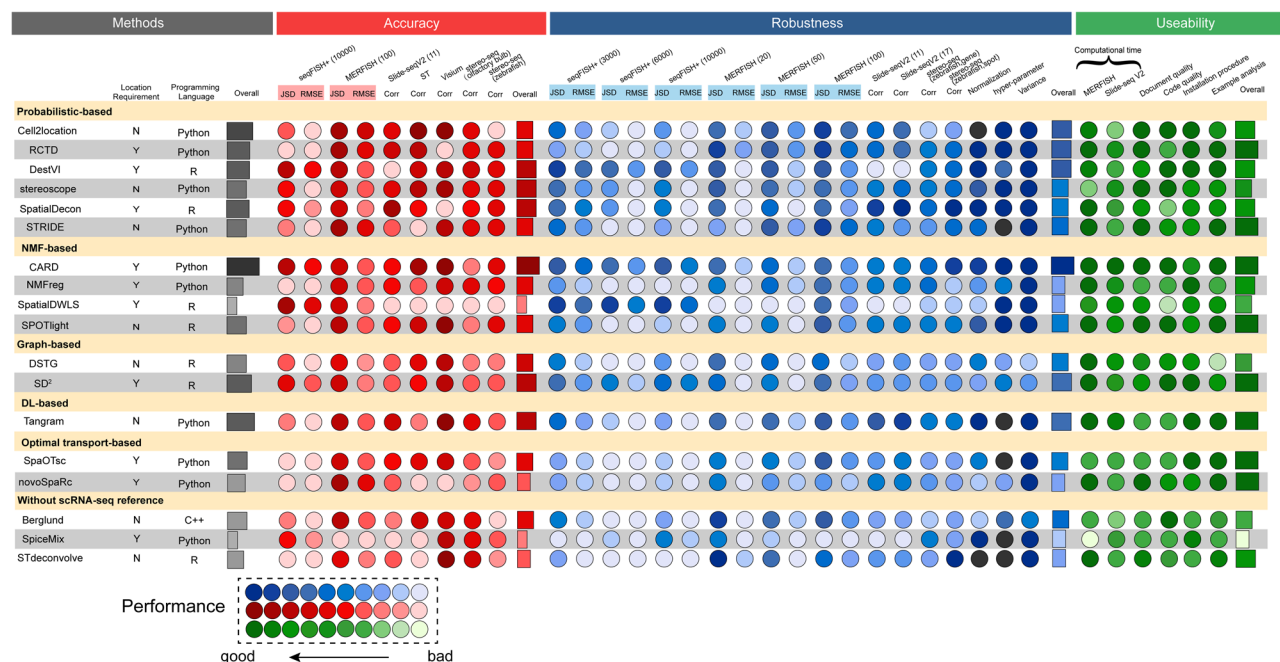 Methods Accuracy Robustness Useability
Computational time
seqFISH+ (10000) MERFISH (100) Slide-seqV2 (11) ST Visium stereo-seq (olfactory bulb) stereo-seq (zebrafish) seqFISH+ (3000) seqFISH+ (6000) seqFISH+ (10000) MERFISH (20) MERFISH (50) MERFISH (100) Slide-seqV2 (11) Slide-seqV2 (17) stereo-seq (zebrafish,gene) stereo-seq (zebrafish,spot) Normalization hyper-parameter Variance MERFISH Slide-seq V2 Document quality Code quality Installation procedure Example analysis
Location Requirement Programming Language Overall JSD RMSE JSD RMSE Corr Corr Corr Corr Corr Overall JSD RMSE JSD RMSE JSD RMSE JSD RMSE JSD RMSE JSD RMSE Corr Corr Corr Corr Overall Overall
Probabilistic-based
Cell2location N Python
RCTD Y Python
DestVI Y R
stereoscope N Python
SpatialDecon Y R
STRIDE N Python
NMF-based
CARD Y Python
NMFreg Y Python
SpatialDWLS Y R
SPOTlight N R
Graph-based
DSTG N R
SD² Y R
DL-based
Tangram N Python
Optimal transport-based
SpaOTsc Y Python
novoSpaRc Y Python
Without scRNA-seq reference
Berglund N C++
SpiceMix Y Python
STdeconvolve N R
Performance
good bad